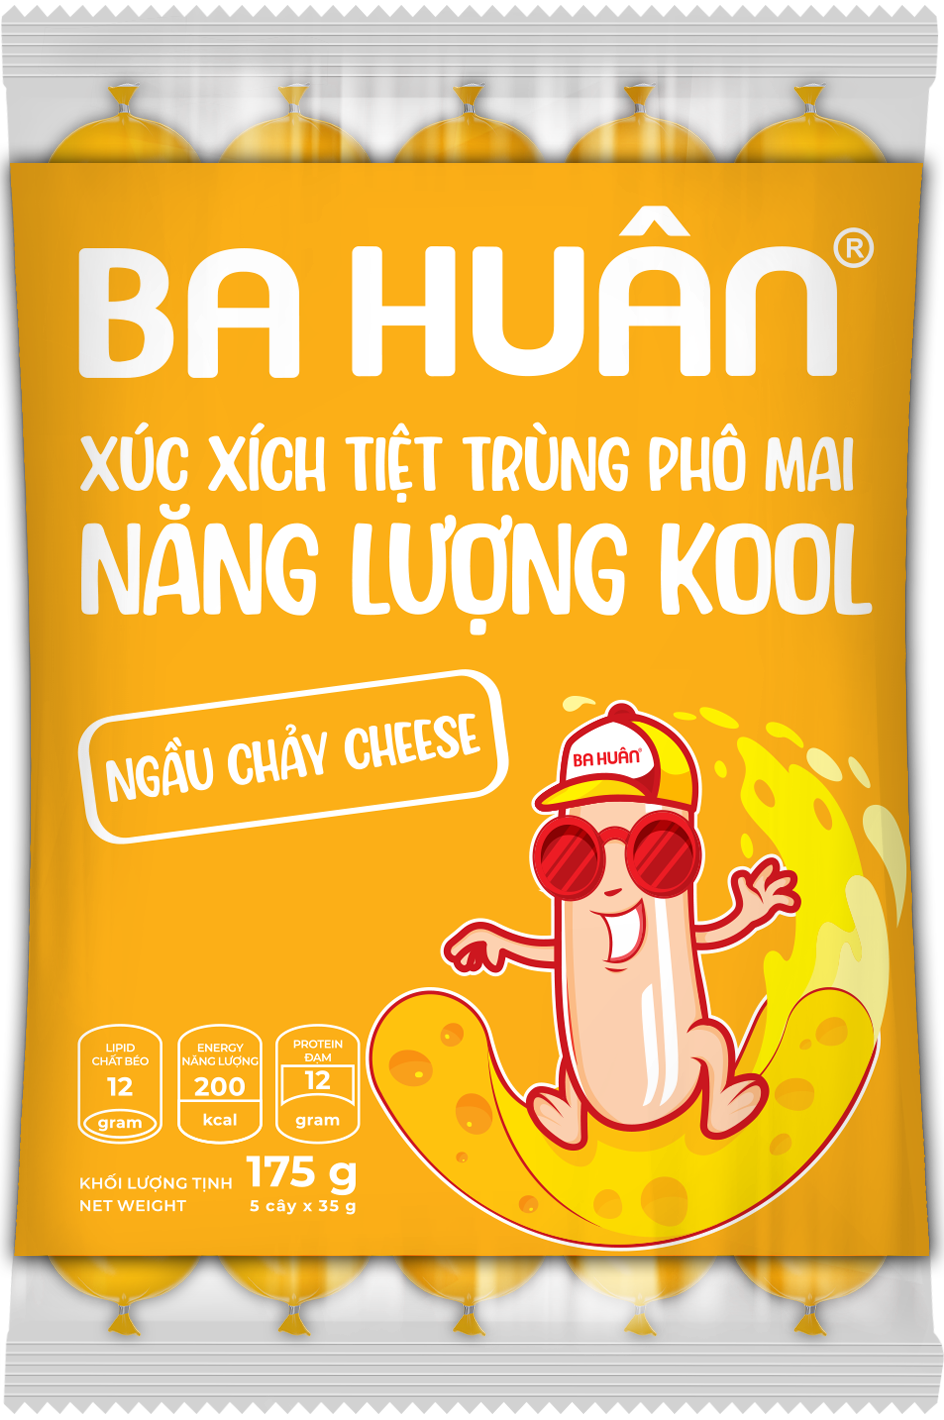 BA HUÂN®
XÚC XÍCH TIỆT TRÙNG PHÔ MAI
NĂNG LƯỢNG KOOL
NGẦU CHẢY CHEESE
BA HUÂN®
LIPID
CHẤT BÉO
12
gram
ENERGY
NĂNG LƯỢNG
200
kcal
PROTEIN
ĐẠM
12
gram
KHỐI LƯỢNG TỊNH
NET WEIGHT
175 g
5 cây x 35 g